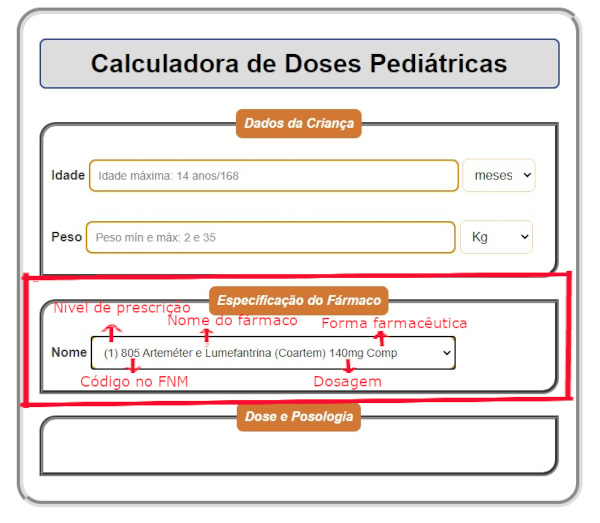 Calculadora de Doses Pediátricas
Dados da Criança
Idade Idade máxima: 14 anos/168 meses
Peso Peso mín e máx: 2 e 35 Kg
Especificação do Fármaco
Nivel de prescrição Nome do fármaco Forma farmacêutica
Nome (1) 805 Arteméter e Lumefantrina (Coartem) 140mg Comp
Código no FNM Dosagem
Dose e Posologia